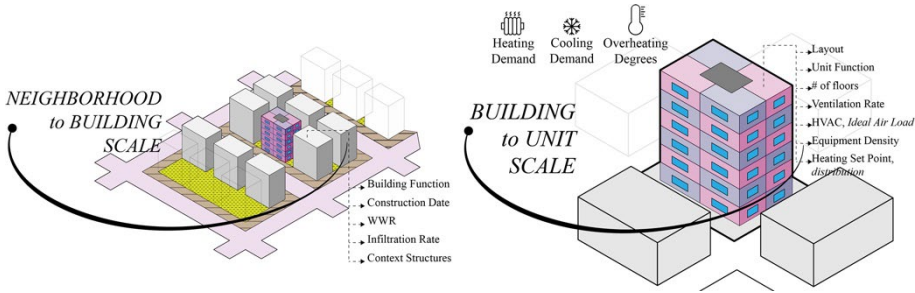 NEIGHBORHOOD
to BUILDING
SCALE
Building Function
Construction Date
WWR
Infiltration Rate
Context Structures
Heating
Demand
Cooling
Demand
Overheating
Degrees
BUILDING
to UNIT
SCALE
Layout
Unit Function
# of floors
Ventilation Rate
HVAC, Ideal Air Load
Equipment Density
Heating Set Point,
distribution